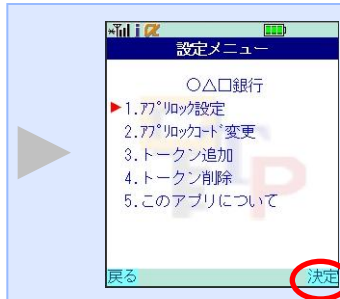 設定メニュー
○△□銀行
1.ｱﾌﾟﾘﾛｯｸ設定
2.ｱﾌﾟﾘﾛｯｸｺｰﾄﾞ変更
3.トークン追加
4.トークン削除
5.このアプリについて
戻る 決定